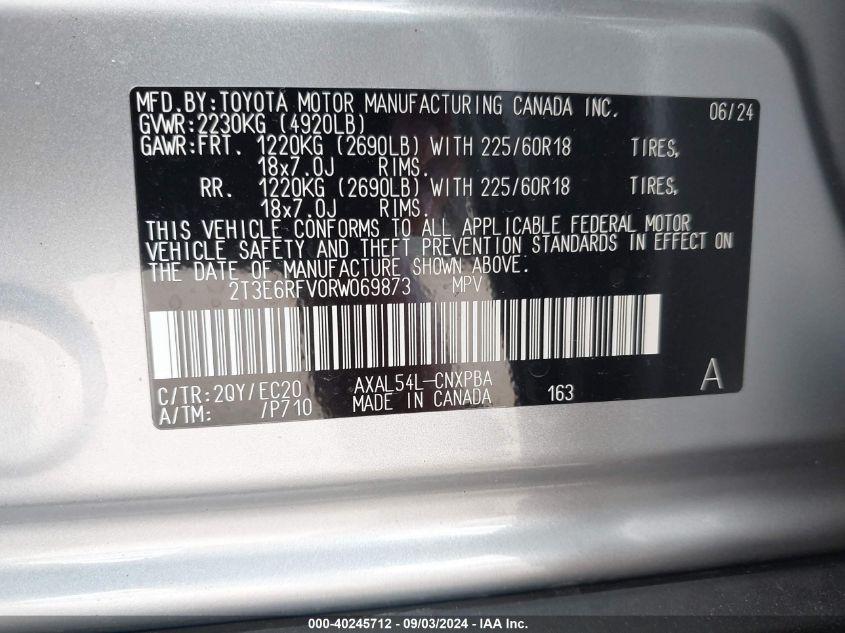 MFD.BY:TOYOTA MOTOR MANUFACTURING CANADA INC. 06/24
GVWR:2230KG (4920LB)
GAWR:FRT. 1220KG (2690LB) WITH 225/60R18 TIRES,
18x7.0J RIMS.
RR. 1220KG (2690LB) WITH 225/60R18 TIRES,
18x7.0J RIMS.
THIS VEHICLE CONFORMS TO ALL APPLICABLE FEDERAL MOTOR
VEHICLE SAFETY AND THEFT PREVENTION STANDARDS IN EFFECT ON
THE DATE OF MANUFACTURE SHOWN ABOVE.
2T3E6RFV0RW069873 MPV
C/TR:2QY/EC20 AXAL54L-CNXPBA A
A/TM: /P710 MADE IN CANADA 163
000-40245712 - 09/03/2024 - IAA Inc.